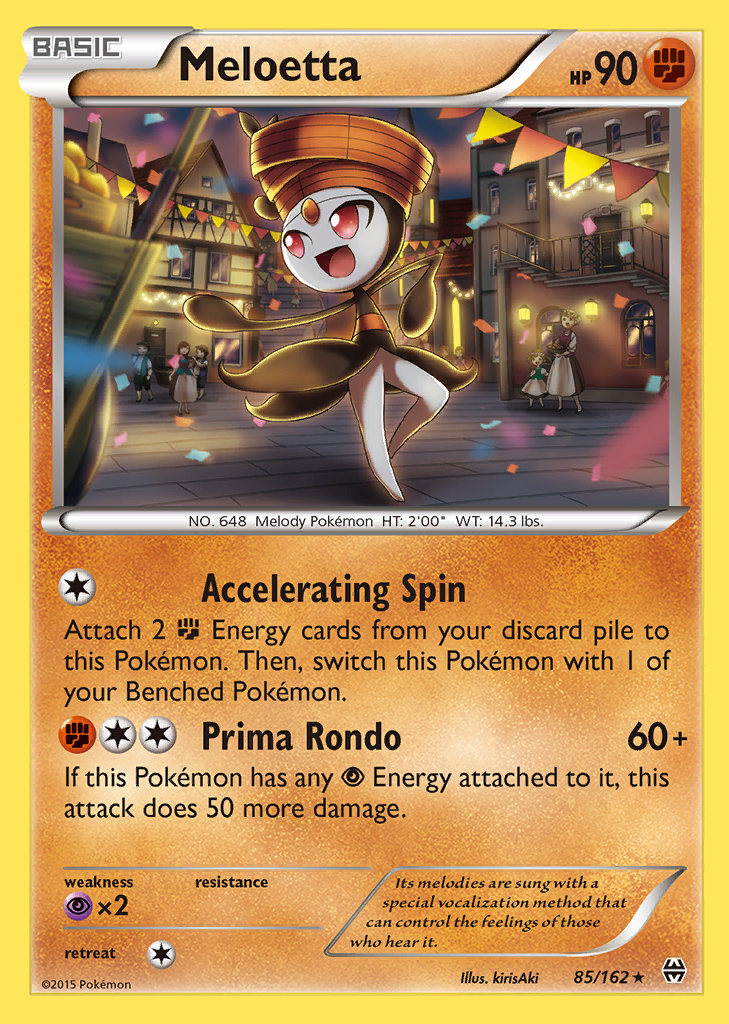 BASIC
Meloetta
HP 90
NO. 648 Melody Pokémon HT: 2'00" WT: 14.3 lbs.
Accelerating Spin
Attach 2 Energy cards from your discard pile to
this Pokémon. Then, switch this Pokémon with 1 of
your Benched Pokémon.
Prima Rondo 60+
If this Pokémon has any Energy attached to it, this
attack does 50 more damage.
weakness resistance
×2
retreat
Its melodies are sung with a
special vocalization method that
can control the feelings of those
who hear it.
Illus. kirisAki 85/162 ★
©2015 Pokémon